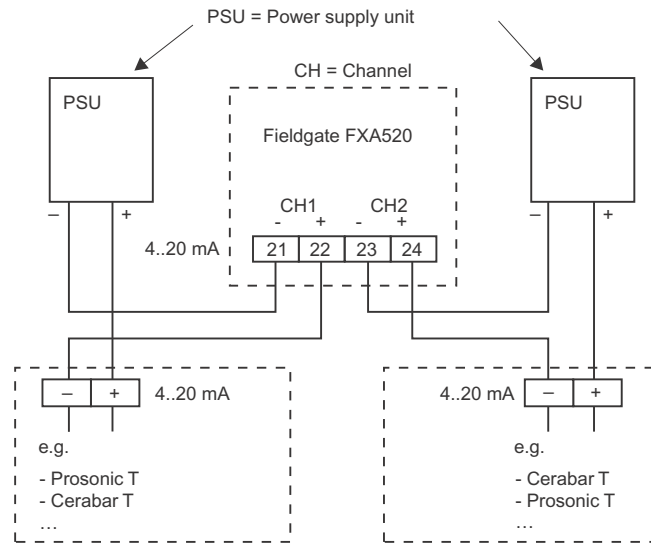 PSU = Power supply unit
CH = Channel
PSU
PSU
Fieldgate FXA520
– +
– +
CH1 CH2
- + - +
4..20 mA 21 22 23 24
– + 4..20 mA
4..20 mA – +
e.g.
- Prosonic T
- Cerabar T
...
e.g.
- Cerabar T
- Prosonic T
...